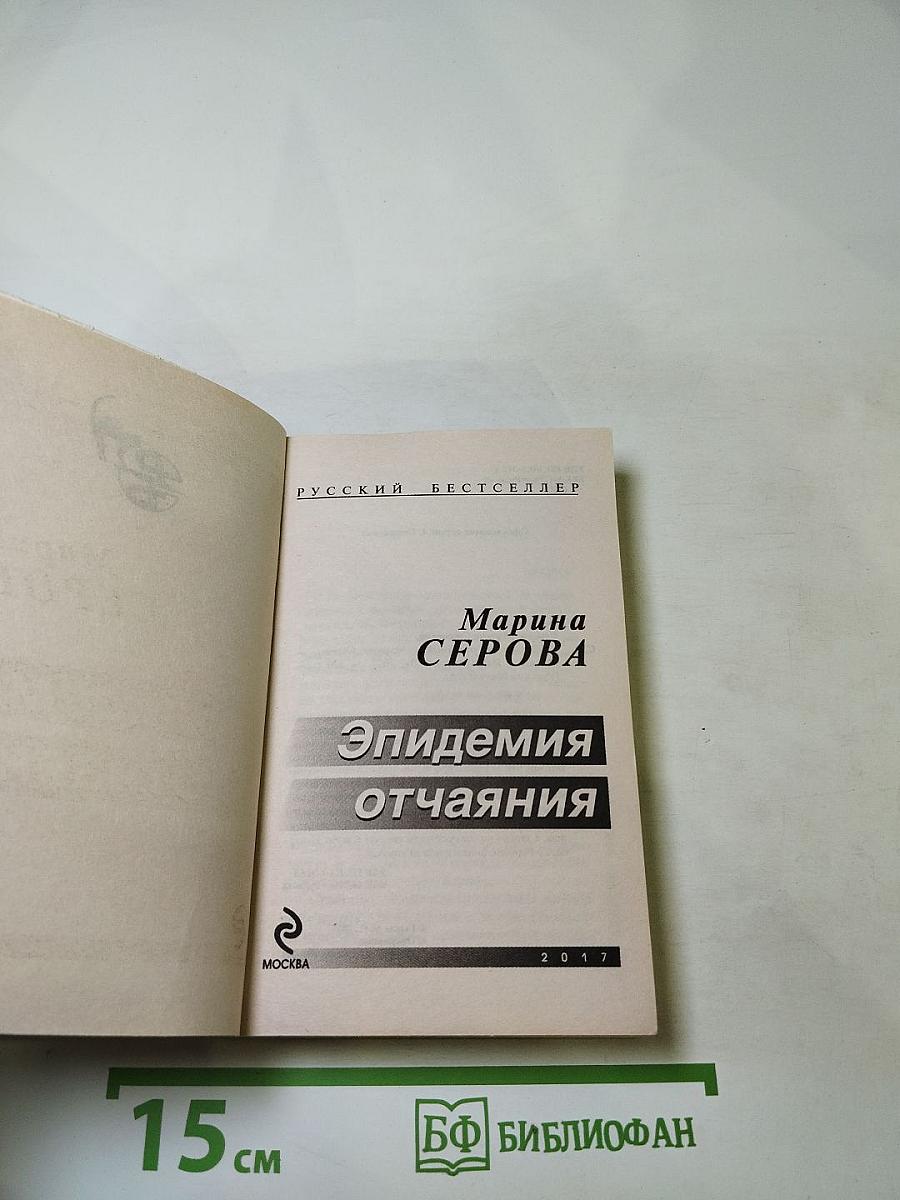 РУССКИЙ БЕСТСЕЛЛЕР
Марина
СЕРОВА
Эпидемия
отчаяния
МОСКВА
2017
15 см
БФ БИБЛИОФАН